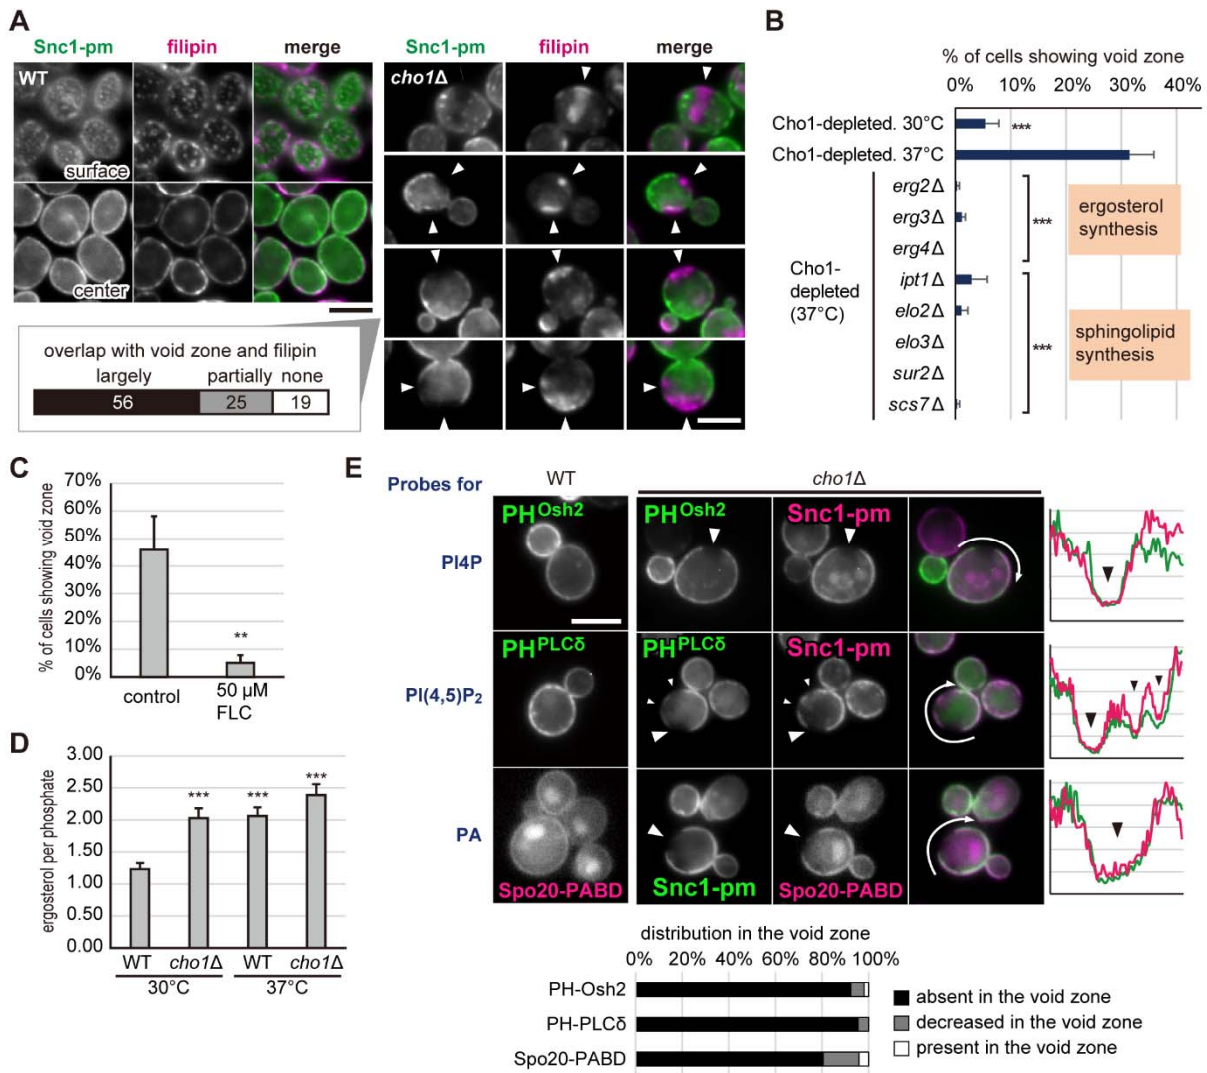 A
Snc1-pm filipin merge
WT
surface
center
overlap with void zone and filipin
largely partially none
56 25 19
Snc1-pm filipin merge
cho1Δ
B
% of cells showing void zone
0% 10% 20% 30% 40%
Cho1-depleted. 30°C ***
Cho1-depleted. 37°C
Cho1-
depleted
(37°C)
erg2Δ
erg3Δ
erg4Δ
***
ergosterol
synthesis
ipt1Δ
elo2Δ
elo3Δ
sur2Δ
scs7Δ
***
sphingolipid
synthesis
C
% of cells showing void zone
70%
60%
50%
40%
30%
20%
10%
0%
**
control 50 µM
FLC
D
ergosterol per phosphate
3.00
2.50
2.00
1.50
1.00
0.50
0.00
*** *** ***
WT cho1Δ WT cho1Δ
30°C 37°C
E
Probes for WT cho1Δ
PI4P
PH^Osh2 PH^Osh2 Snc1-pm
PI(4,5)P₂
PH^PLCδ PH^PLCδ Snc1-pm
PA
Spo20-PABD Snc1-pm Spo20-PABD
distribution in the void zone
0% 20% 40% 60% 80% 100%
PH-Osh2
PH-PLCδ
Spo20-PABD
absent in the void zone
decreased in the void zone
present in the void zone